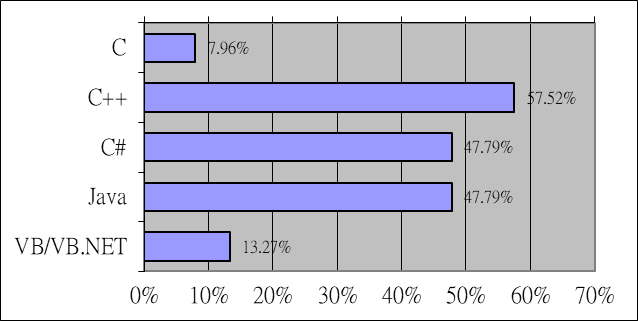 C 7.96%
C++ 57.52%
C# 47.79%
Java 47.79%
VB/VB.NET 13.27%
0% 10% 20% 30% 40% 50% 60% 70%